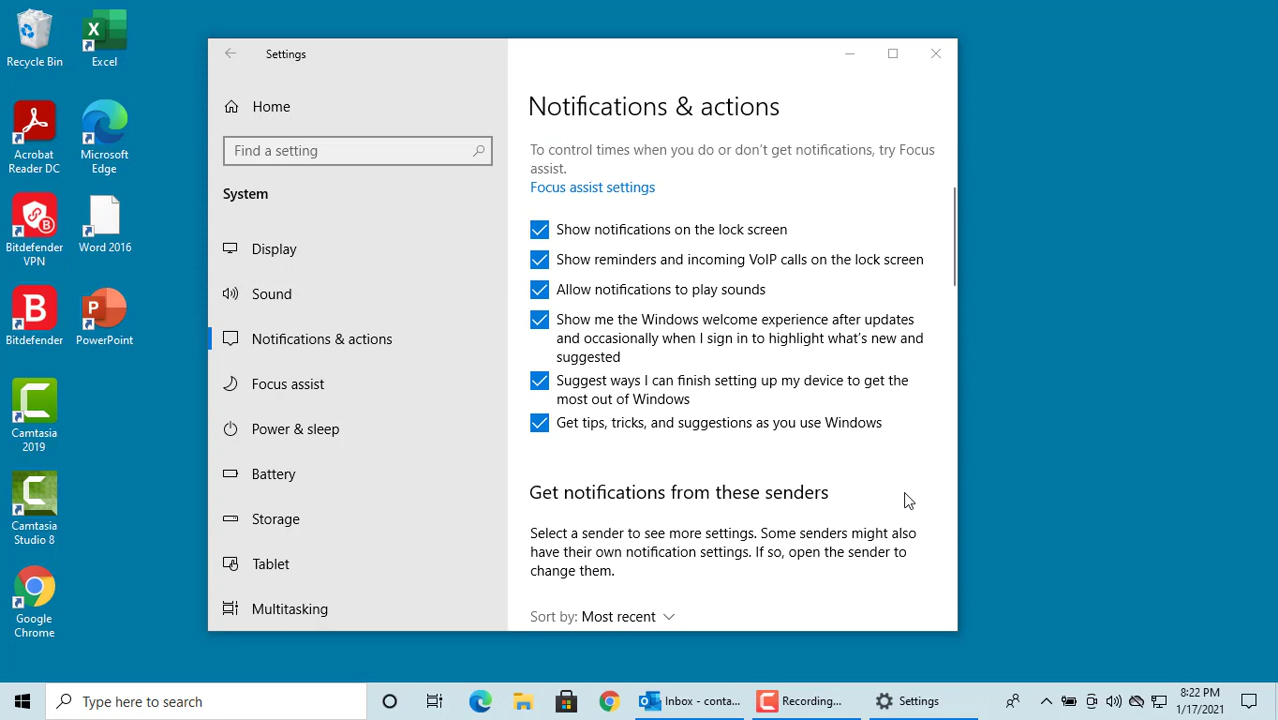 Recycle Bin
Excel
Acrobat
Reader DC
Microsoft
Edge
Bitdefender
VPN
Word 2016
Bitdefender
PowerPoint
Camtasia
2019
Camtasia
Studio 8
Google
Chrome
Settings
Home
Find a setting
System
Display
Sound
Notifications & actions
Focus assist
Power & sleep
Battery
Storage
Tablet
Multitasking
Notifications & actions
To control times when you do or don't get notifications, try Focus
assist.
Focus assist settings
Show notifications on the lock screen
Show reminders and incoming VoIP calls on the lock screen
Allow notifications to play sounds
Show me the Windows welcome experience after updates
and occasionally when I sign in to highlight what's new and
suggested
Suggest ways I can finish setting up my device to get the
most out of Windows
Get tips, tricks, and suggestions as you use Windows
Get notifications from these senders
Select a sender to see more settings. Some senders might also
have their own notification settings. If so, open the sender to
change them.
Sort by: Most recent
Type here to search
Inbox - conta...
Recording...
Settings
8:22 PM
1/17/2021